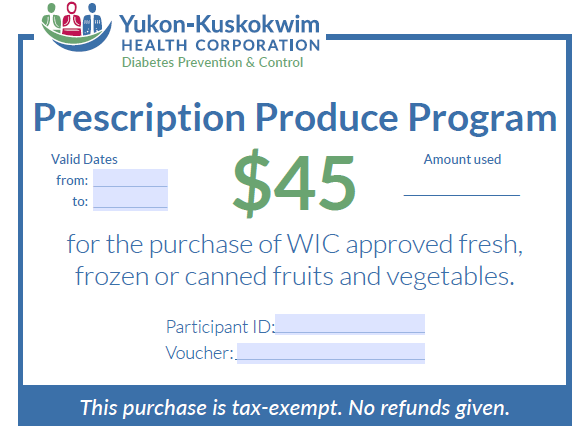 Yukon-Kuskokwim
HEALTH CORPORATION
Diabetes Prevention & Control
Prescription Produce Program
Valid Dates
from:
to:
$45
Amount used
for the purchase of WIC approved fresh,
frozen or canned fruits and vegetables.
Participant ID:
Voucher:
This purchase is tax-exempt. No refunds given.